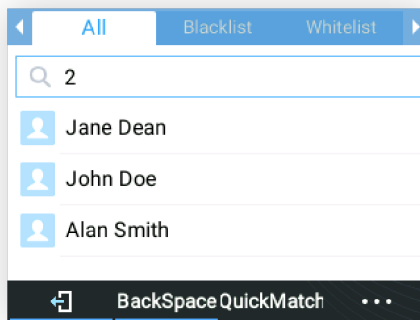 All Blacklist Whitelist
2
Jane Dean
John Doe
Alan Smith
BackSpace QuickMatch ...